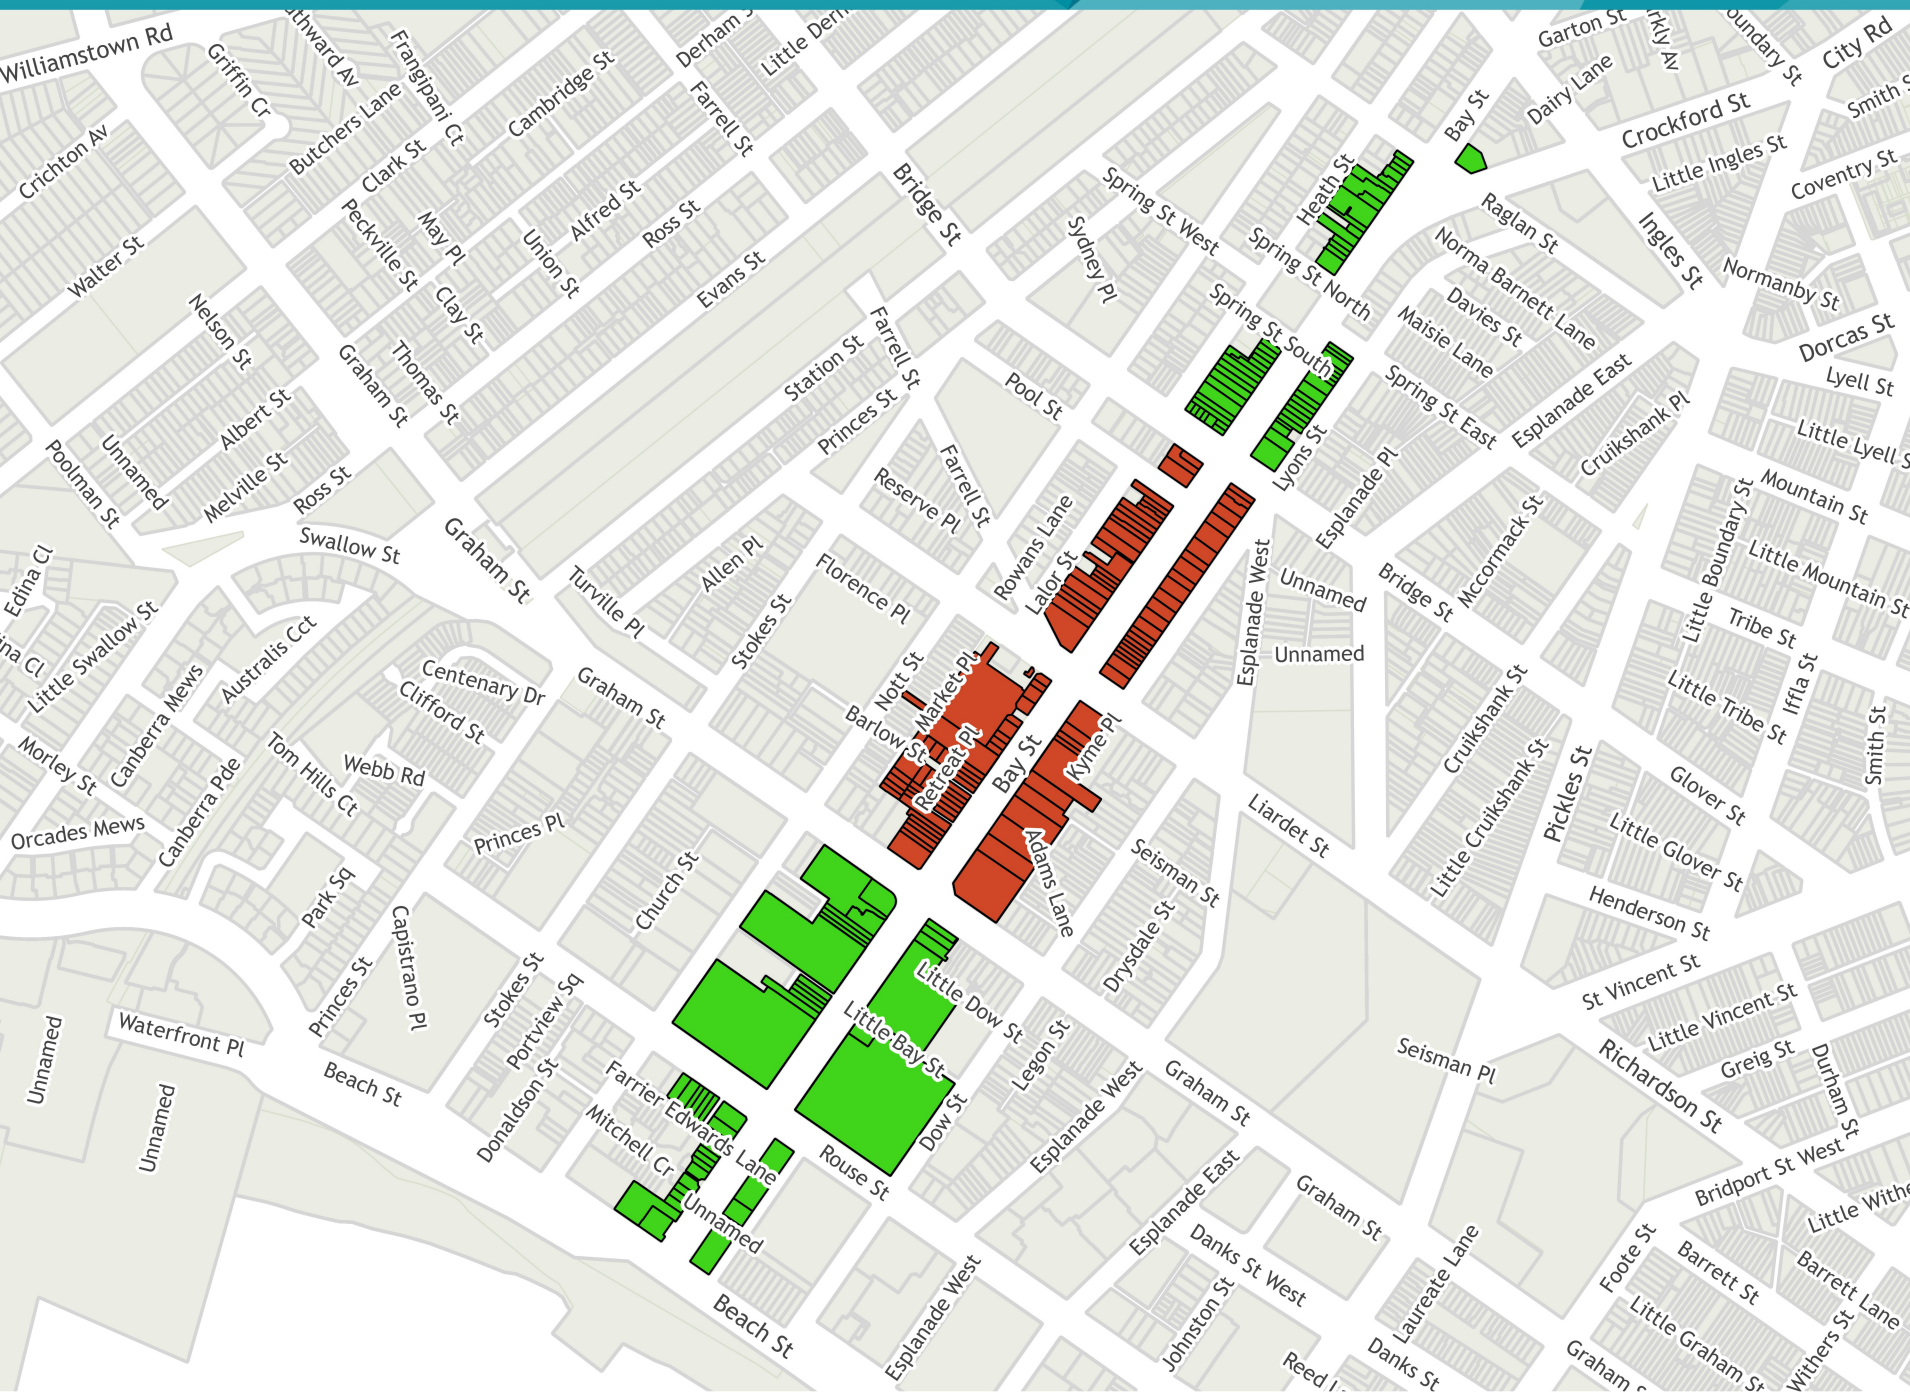 Williamstown Rd
Griffin Cr
Frangipani Ct
Butchers Lane
Cambridge St
Derham S
Little Der
Garton St
City Rd
Smith S
Crichton Av
Clark St
Farrell St
Bay St
Dairy Lane
Crockford St
Little Ingles St
Coventry St
Walter St
Peckville St
May Pl
Alfred St
Ross St
Union St
Evans St
Bridge St
Spring St West
Sydney Pl
Heath St
Spring St North
Raglan St
Norma Barnett Lane
Ingles St
Normanby St
Nelson St
Clay St
Thomas St
Graham St
Farrell St
Station St
Princes St
Pool St
Spring St South
Davies St
Maisie Lane
Dorcas St
Lyell St
Albert St
Unnamed
Melville St
Ross St
Poolman St
Farrell St
Reserve Pl
Lyons St
Spring St East
Esplanade East
Cruikshank Pl
Little Lyell S
Esplanade Pl
Mountain St
Swallow St
Graham St
Allen Pl
Turville Pl
Florence Pl
Rowans Lane
Lalor St
Esplanade West
Unnamed
Unnamed
Bridge St
Mccormack St
Little Boundary St
Little Mountain St
Tribe St
Edina Cl
ina Cl
Little Swallow St
Australis Cct
Canberra Mews
Centenary Dr
Clifford St
Stokes St
Graham St
Nott St
Market Pl
Barlow St
Retreat Pl
Bay St
Kyme Pl
Cruikshank St
Little Tribe St
Iffla St
Smith St
Morley St
Tom Hills Ct
Webb Rd
Canberra Pde
Orcades Mews
Princes Pl
Adams Lane
Seisman St
Liardet St
Little Cruikshank St
Pickles St
Glover St
Little Glover St
Park Sq
Church St
Capistrano Pl
Princes St
Stokes St
Portview Sq
Drysdale St
Henderson St
St Vincent St
Little Vincent St
Unnamed
Waterfront Pl
Unnamed
Beach St
Donaldson St
Farrier Edwards Lane
Mitchell Cr
Little Dow St
Little Bay St
Legon St
Dow St
Graham St
Seisman Pl
Greig St
Richardson St
Durham St
Unnamed
Rouse St
Esplanade West
Esplanade East
Graham St
Bridport St West
Little Withe
Beach St
Esplanade West
Danks St West
Johnston St
Laureate Lane
Foote St
Barrett St
Barrett Lane
Little Graham St
Withers St
Danks St
Graham S